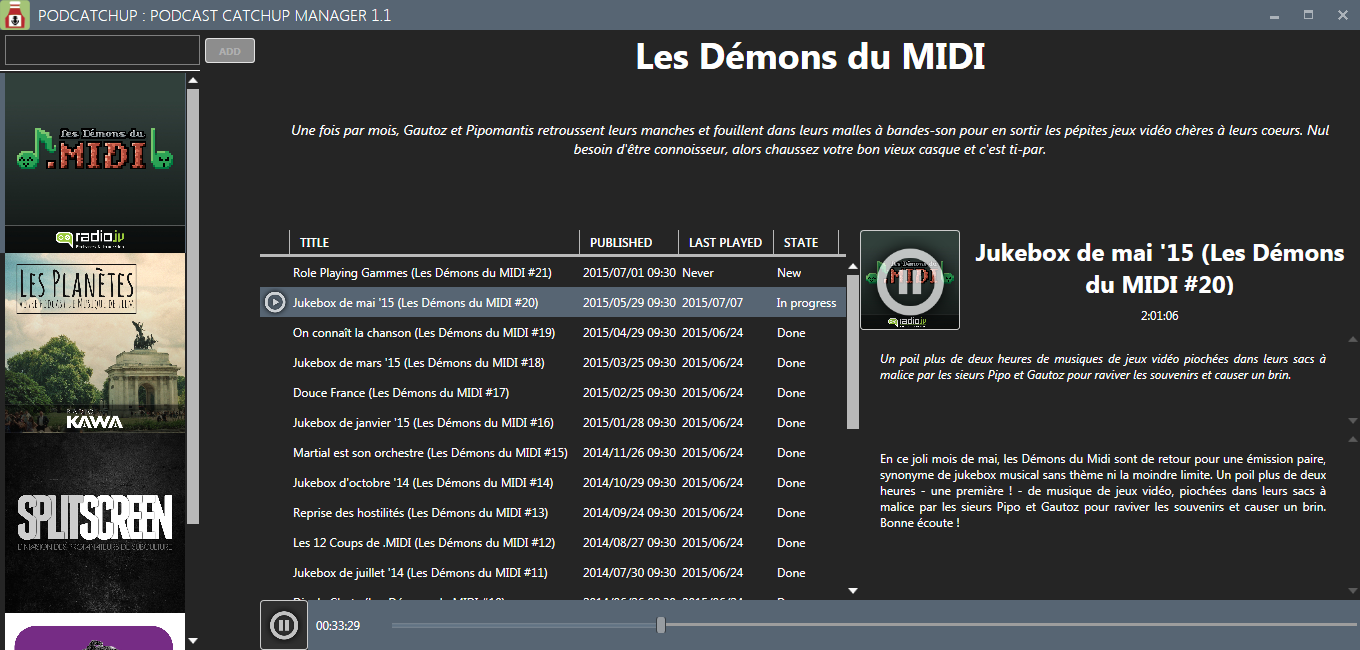 PODCATCHUP : PODCAST CATCHUP MANAGER 1.1
ADD
Les Démons du MIDI
Une fois par mois, Gautoz et Pipomantis retroussent leurs manches et fouillent dans leurs malles à bandes-son pour en sortir les pépites jeux vidéo chères à leurs coeurs. Nul
besoin d'être connoisseur, alors chaussez votre bon vieux casque et c'est ti-par.
Les Démons du
.MIDI
radio.jv
LES PLANÈTES
RADIO
KAWA
SPLITSCREEN
L'INVASION DES PROFANATEURS DE SUBCULTURE
TITLE PUBLISHED LAST PLAYED STATE
Role Playing Gammes (Les Démons du MIDI #21) 2015/07/01 09:30 Never New
Jukebox de mai '15 (Les Démons du MIDI #20) 2015/05/29 09:30 2015/07/07 In progress
On connaît la chanson (Les Démons du MIDI #19) 2015/04/29 09:30 2015/06/24 Done
Jukebox de mars '15 (Les Démons du MIDI #18) 2015/03/25 09:30 2015/06/24 Done
Douce France (Les Démons du MIDI #17) 2015/02/25 09:30 2015/06/24 Done
Jukebox de janvier '15 (Les Démons du MIDI #16) 2015/01/28 09:30 2015/06/24 Done
Martial est son orchestre (Les Démons du MIDI #15) 2014/11/26 09:30 2015/06/24 Done
Jukebox d'octobre '14 (Les Démons du MIDI #14) 2014/10/29 09:30 2015/06/24 Done
Reprise des hostilités (Les Démons du MIDI #13) 2014/09/24 09:30 2015/06/24 Done
Les 12 Coups de .MIDI (Les Démons du MIDI #12) 2014/08/27 09:30 2015/06/24 Done
Jukebox de juillet '14 (Les Démons du MIDI #11) 2014/07/30 09:30 2015/06/24 Done
Jukebox de mai '15 (Les Démons
du MIDI #20)
2:01:06
Un poil plus de deux heures de musiques de jeux vidéo piochées dans leurs sacs à
malice par les sieurs Pipo et Gautoz pour raviver les souvenirs et causer un brin.
En ce joli mois de mai, les Démons du Midi sont de retour pour une émission paire,
synonyme de jukebox musical sans thème ni la moindre limite. Un poil plus de deux
heures - une première ! - de musique de jeux vidéo, piochées dans leurs sacs à
malice par les sieurs Pipo et Gautoz pour raviver les souvenirs et causer un brin.
Bonne écoute !
00:33:29